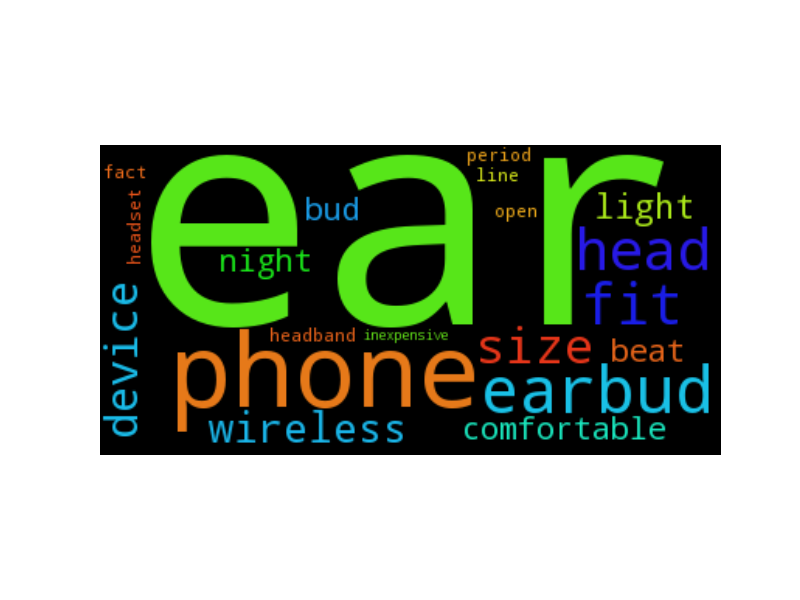 ear
period
fact
line
headset
bud
open
light
night
head
device
fit
headband
inexpensive
phone
size
beat
earbud
wireless
comfortable